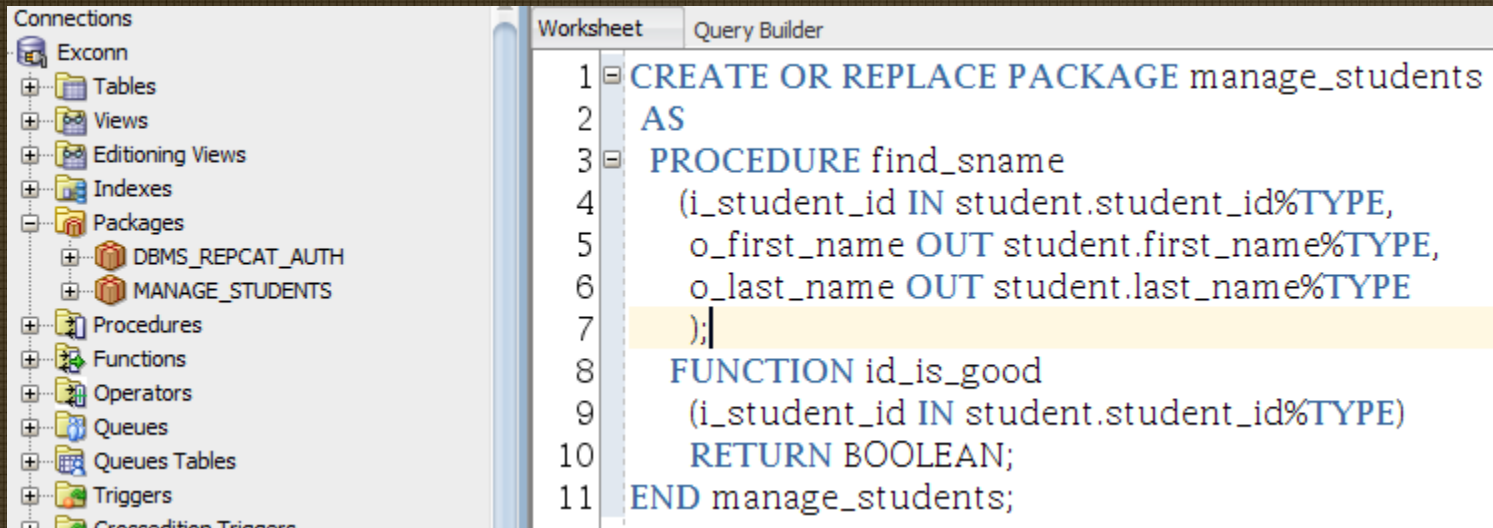 Connections
Exconn
Tables
Views
Editioning Views
Indexes
Packages
DBMS_REPCAT_AUTH
MANAGE_STUDENTS
Procedures
Functions
Operators
Queues
Queues Tables
Triggers
Crossedition Triggers
Worksheet Query Builder
1 CREATE OR REPLACE PACKAGE manage_students
2 AS
3 PROCEDURE find_sname
4 (i_student_id IN student.student_id%TYPE,
5 o_first_name OUT student.first_name%TYPE,
6 o_last_name OUT student.last_name%TYPE
7 );
8 FUNCTION id_is_good
9 (i_student_id IN student.student_id%TYPE)
10 RETURN BOOLEAN;
11 END manage_students;